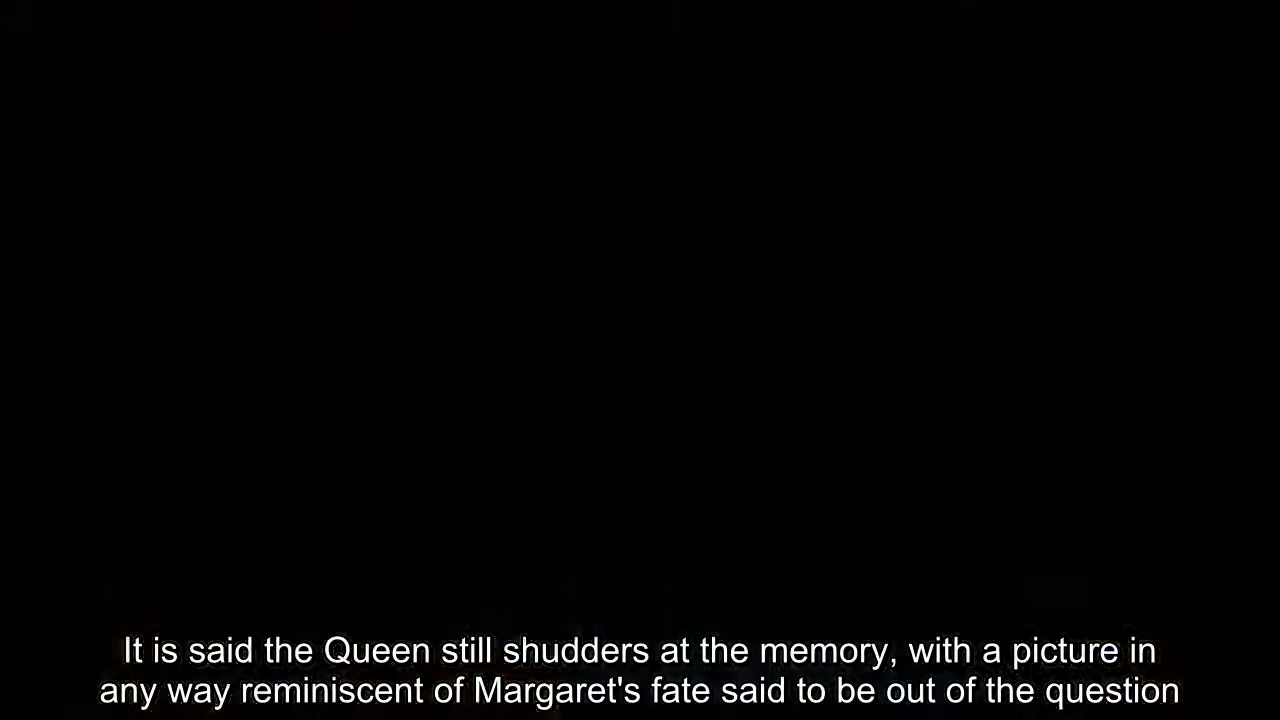 It is said the Queen still shudders at the memory, with a picture in
any way reminiscent of Margaret's fate said to be out of the question